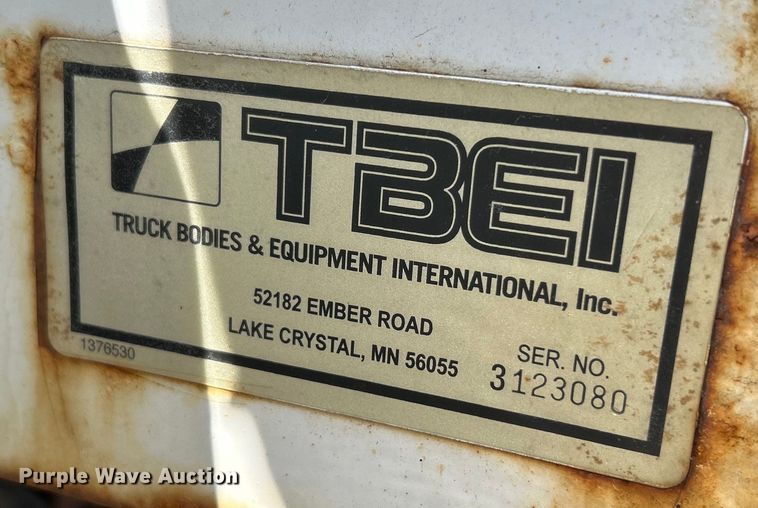 TBEI
TRUCK BODIES & EQUIPMENT INTERNATIONAL, Inc.
52182 EMBER ROAD
LAKE CRYSTAL, MN 56055
SER. NO.
3123080
1376530
Purple Wave Auction